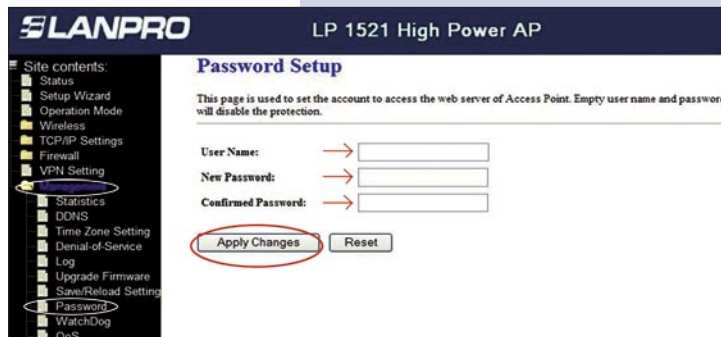 LANPRO
LP 1521 High Power AP
Site contents:
Status
Setup Wizard
Operation Mode
Wireless
TCP/IP Settings
Firewall
VPN Setting
Management
Statistics
DDNS
Time Zone Setting
Denial-of-Service
Log
Upgrade Firmware
Save/Reload Setting
Password
WatchDog
QoS
Password Setup
This page is used to set the account to access the web server of Access Point. Empty user name and password
will disable the protection.
User Name:
New Password:
Confirmed Password:
Apply Changes Reset